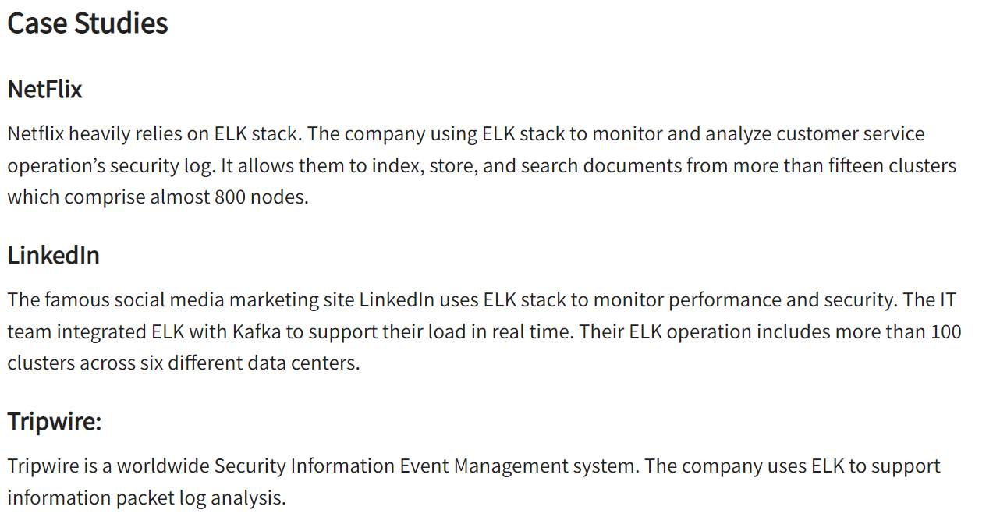 Case Studies
NetFlix
Netflix heavily relies on ELK stack. The company using ELK stack to monitor and analyze customer service
operation’s security log. It allows them to index, store, and search documents from more than fifteen clusters
which comprise almost 800 nodes.
LinkedIn
The famous social media marketing site LinkedIn uses ELK stack to monitor performance and security. The IT
team integrated ELK with Kafka to support their load in real time. Their ELK operation includes more than 100
clusters across six different data centers.
Tripwire:
Tripwire is a worldwide Security Information Event Management system. The company uses ELK to support
information packet log analysis.